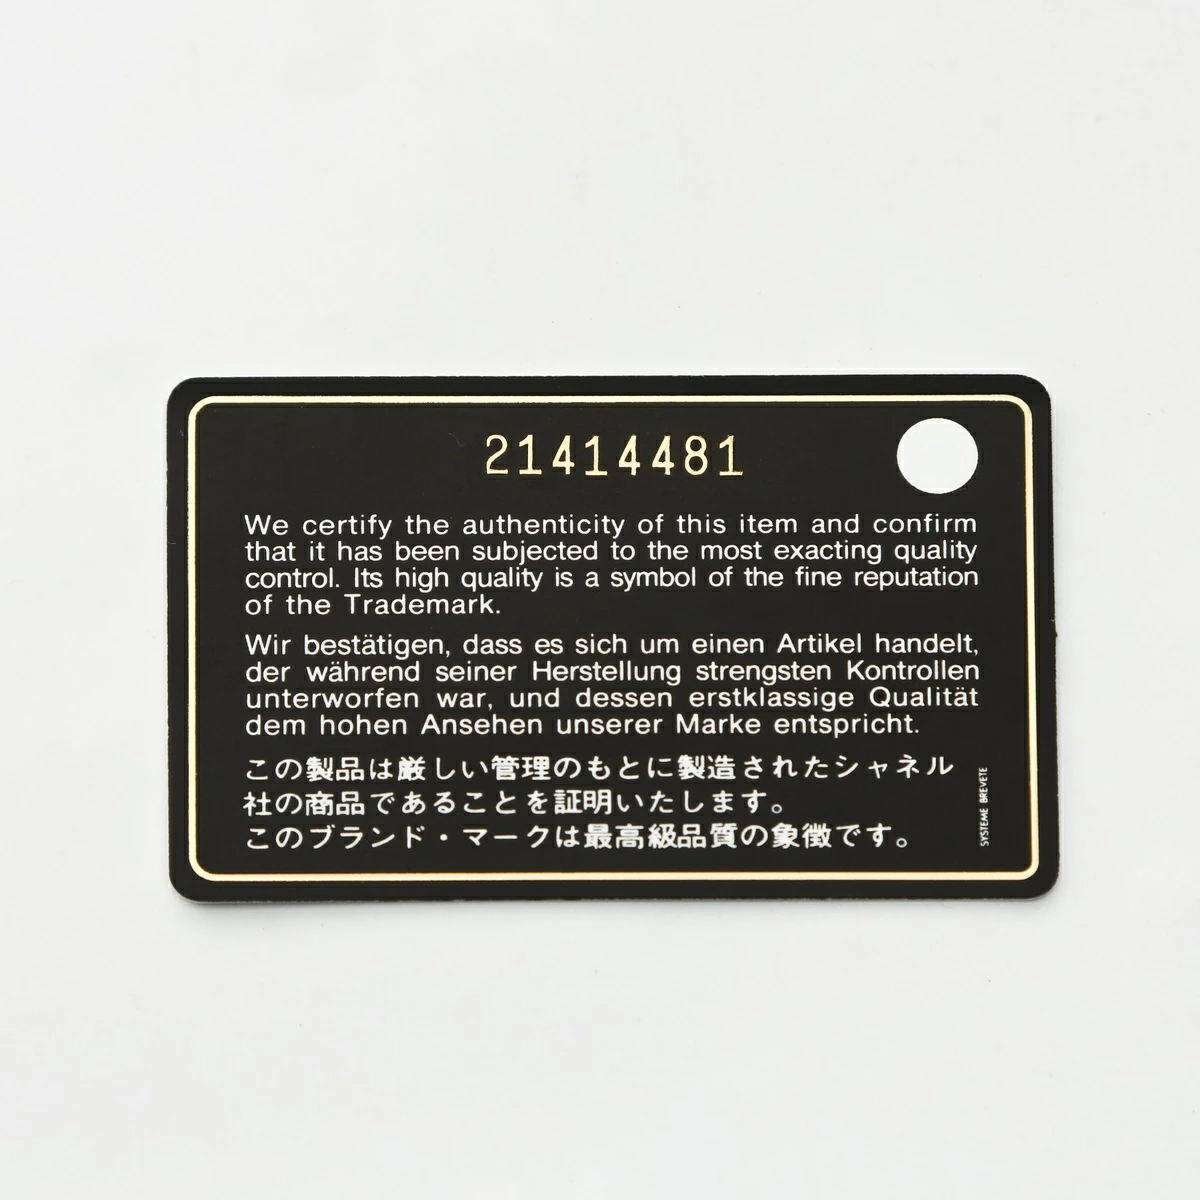 21414481
We certify the authenticity of this item and confirm
that it has been subjected to the most exacting quality
control. Its high quality is a symbol of the fine reputation
of the Trademark.
Wir bestätigen, dass es sich um einen Artikel handelt,
der während seiner Herstellung strengsten Kontrollen
unterworfen war, und dessen erstklassige Qualität
dem hohen Ansehen unserer Marke entspricht.
この製品は厳しい管理のもとに製造されたシャネル
社の商品であることを証明いたします。
このブランド・マークは最高級品質の象徴です。
SYSTEME BREVETE